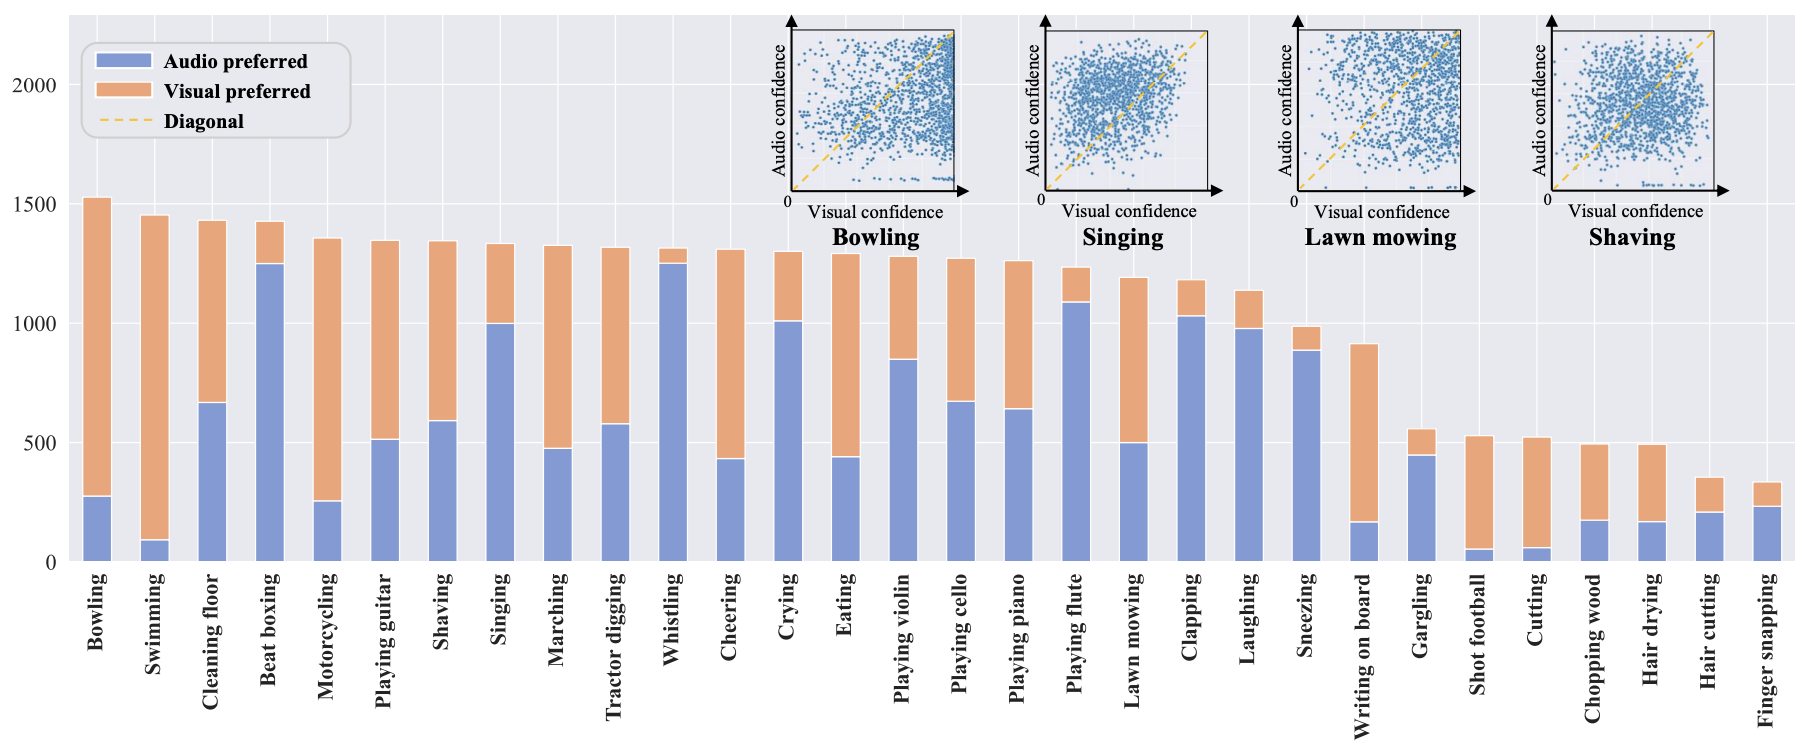 2000
1500
1000
500
0
Audio preferred
Visual preferred
Diagonal
Audio confidence
0
Visual confidence
Bowling
Audio confidence
0
Visual confidence
Singing
Audio confidence
0
Visual confidence
Lawn mowing
Audio confidence
0
Visual confidence
Shaving
Bowling
Swimming
Cleaning floor
Beat boxing
Motorcycling
Playing guitar
Shaving
Singing
Marching
Tractor digging
Whistling
Cheering
Crying
Eating
Playing violin
Playing cello
Playing piano
Playing flute
Lawn mowing
Clapping
Laughing
Sneezing
Writing on board
Gargling
Shot football
Cutting
Chopping wood
Hair drying
Hair cutting
Finger snapping